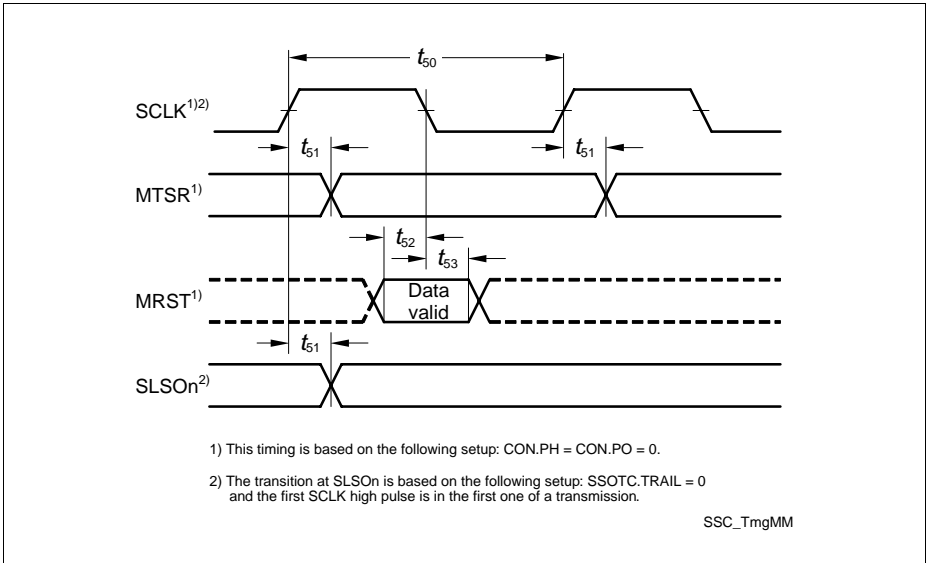 t50
SCLK1)2)
t51
t51
MTSR1)
t52
t53
MRST1)
Data
valid
t51
SLSOn2)
1) This timing is based on the following setup: CON.PH = CON.PO = 0.
2) The transition at SLSOn is based on the following setup: SSOTC.TRAIL = 0
and the first SCLK high pulse is in the first one of a transmission.
SSC_TmgMM